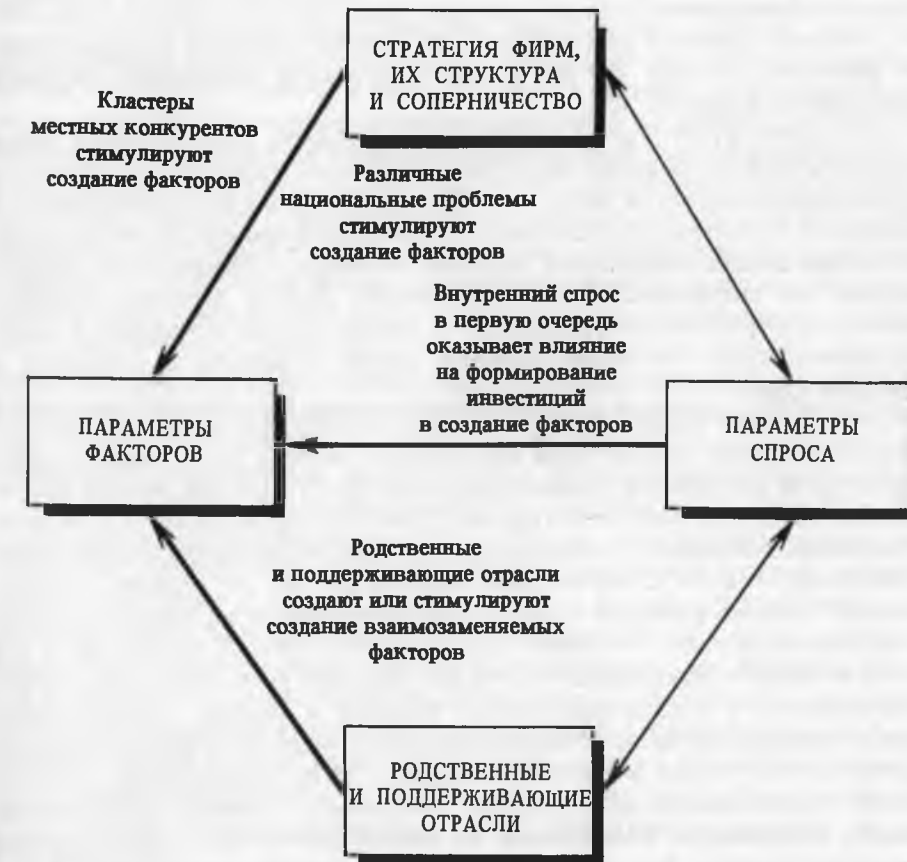 СТРАТЕГИЯ ФИРМ,
ИХ СТРУКТУРА
И СОПЕРНИЧЕСТВО
Кластеры
местных конкурентов
стимулируют
создание факторов
Различные
национальные проблемы
стимулируют
создание факторов
Внутренний спрос
в первую очередь
оказывает влияние
на формирование
инвестиций
в создание факторов
ПАРАМЕТРЫ
ФАКТОРОВ
ПАРАМЕТРЫ
СПРОСА
Родственные
и поддерживающие отрасли
создают или стимулируют
создание взаимозаменяемых
факторов
РОДСТВЕННЫЕ
И ПОДДЕРЖИВАЮЩИЕ
ОТРАСЛИ